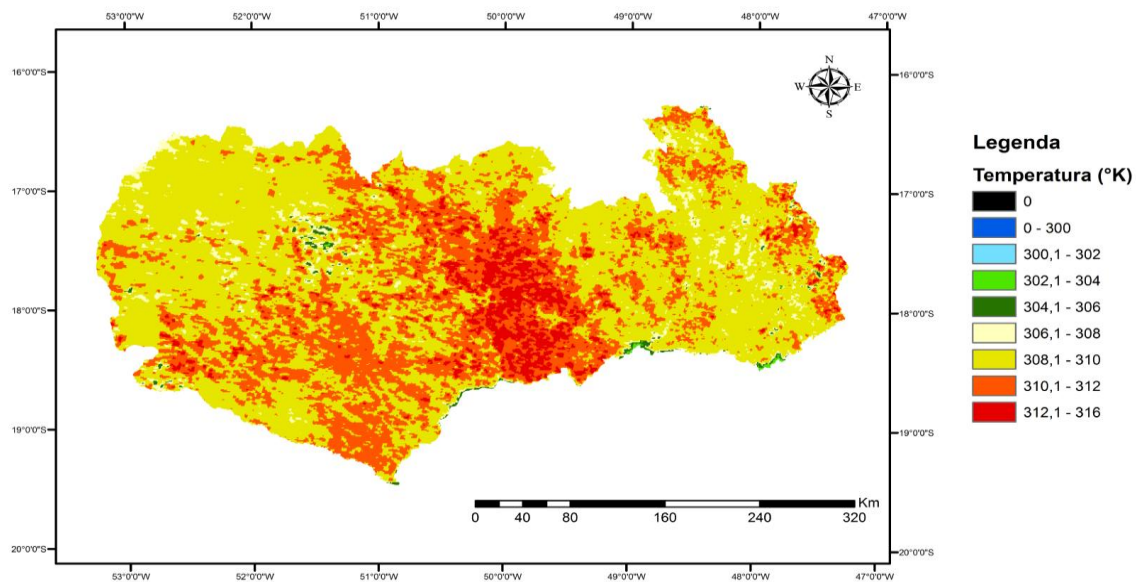 53°0'0"W 52°0'0"W 51°0'0"W 50°0'0"W 49°0'0"W 48°0'0"W 47°0'0"W
16°0'0"S 16°0'0"S
N
W E
S
Legenda
Temperatura (°K)
0
0 - 300
300,1 - 302
302,1 - 304
304,1 - 306
306,1 - 308
308,1 - 310
310,1 - 312
312,1 - 316
17°0'0"S 17°0'0"S
18°0'0"S 18°0'0"S
19°0'0"S 19°0'0"S
Km
0 20 40 60 80 160 240 320
20°0'0"S 20°0'0"S
53°0'0"W 52°0'0"W 51°0'0"W 50°0'0"W 49°0'0"W 48°0'0"W 47°0'0"W